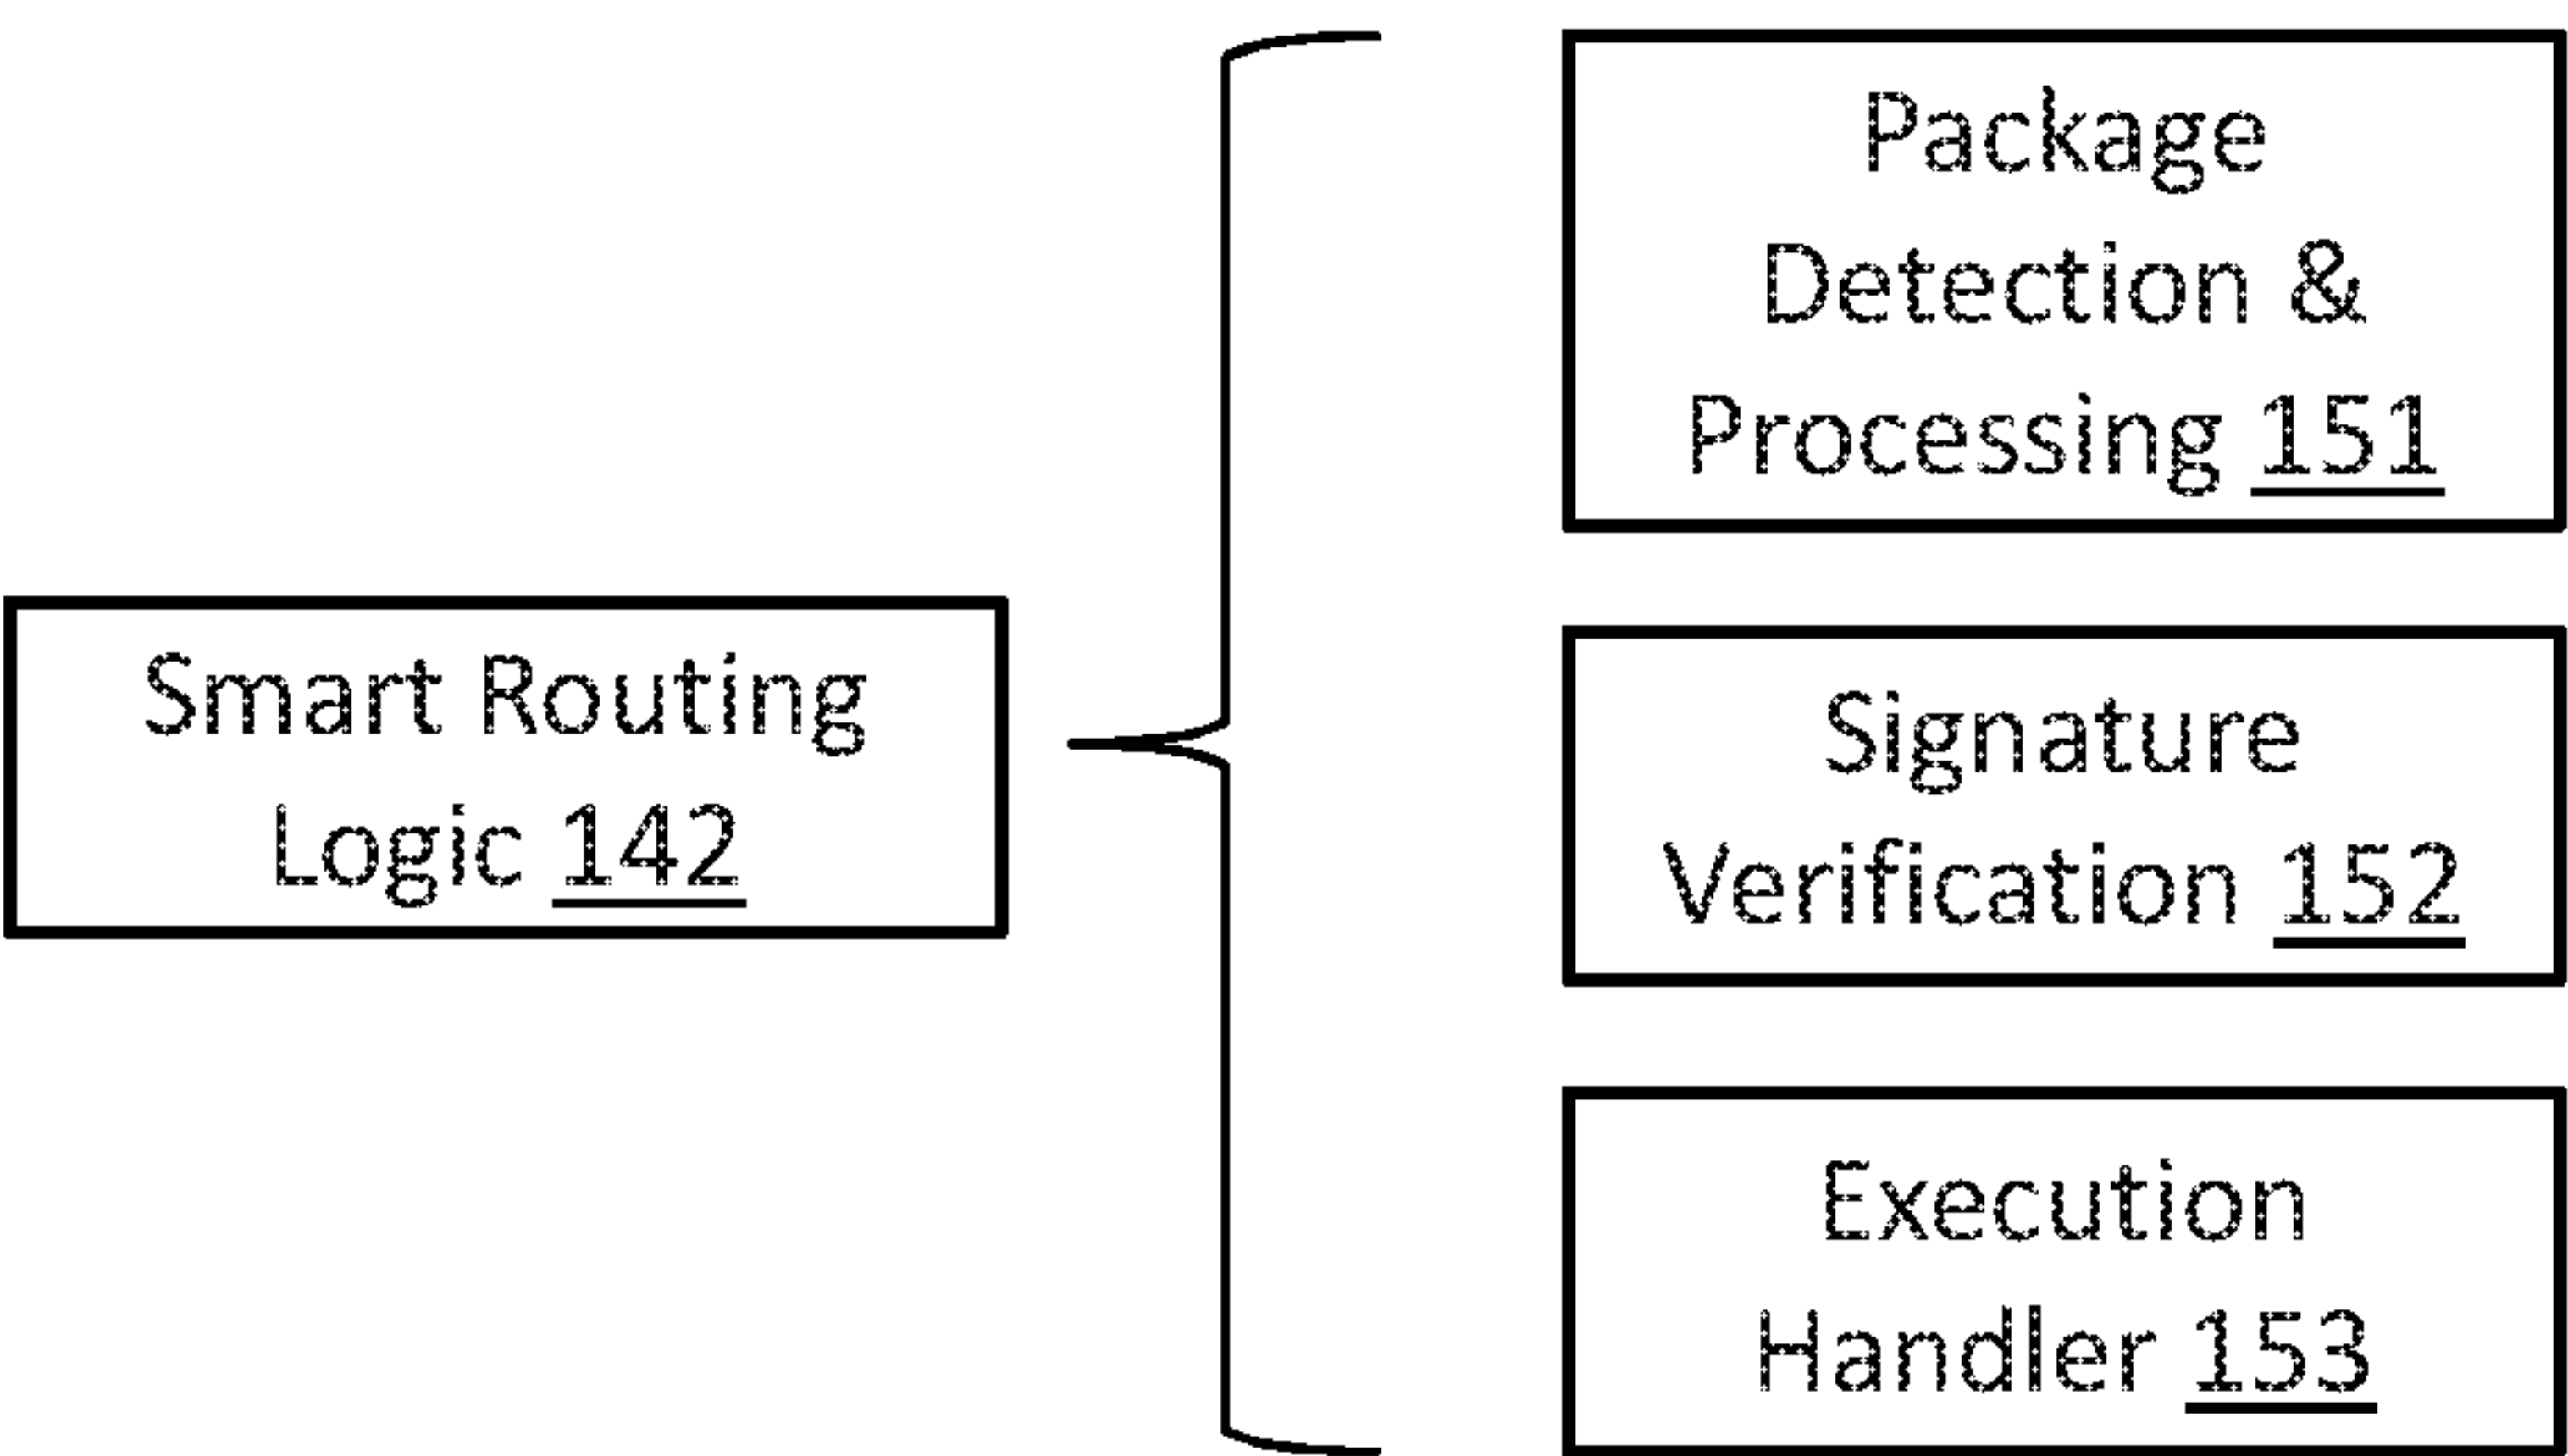 Smart Routing
Logic 142
Package
Detection &
Processing 151
Signature
Verification 152
Execution
Handler 153